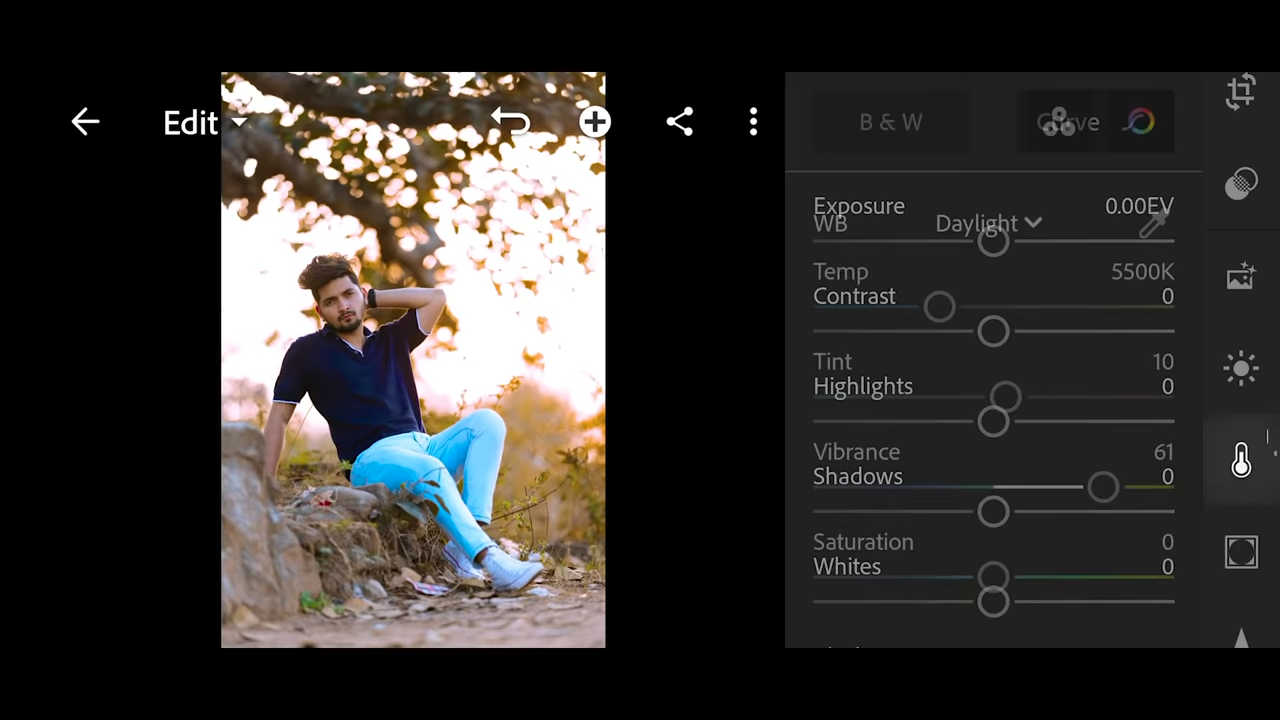 Edit
B & W
Curve
Exposure 0.00EV
WB Daylight
Temp 5500K
Contrast 0
Tint 10
Highlights 0
Vibrance 61
Shadows 0
Saturation 0
Whites 0